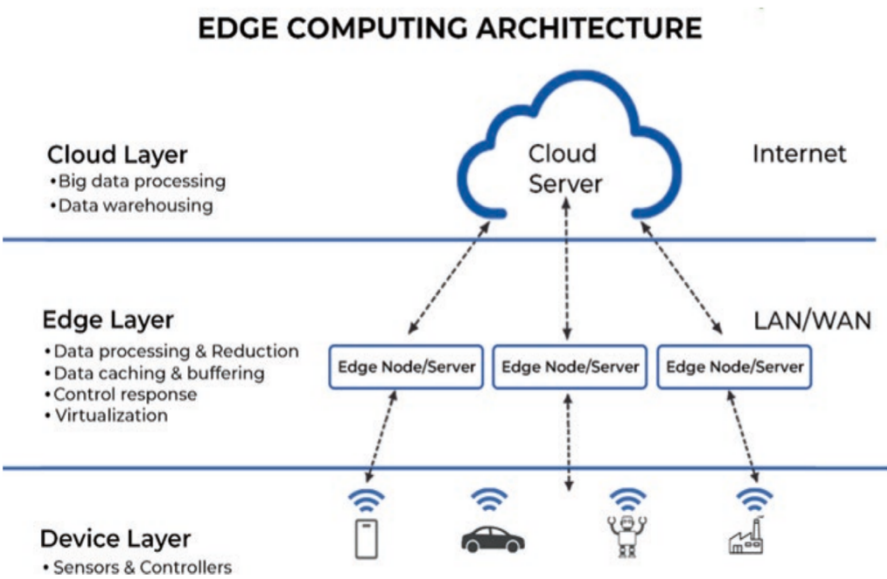 EDGE COMPUTING ARCHITECTURE
Cloud Layer
•Big data processing
•Data warehousing
Cloud
Server
Internet
Edge Layer
•Data processing & Reduction
•Data caching & buffering
•Control response
•Virtualization
LAN/WAN
Edge Node/Server
Edge Node/Server
Edge Node/Server
Device Layer
• Sensors & Controllers